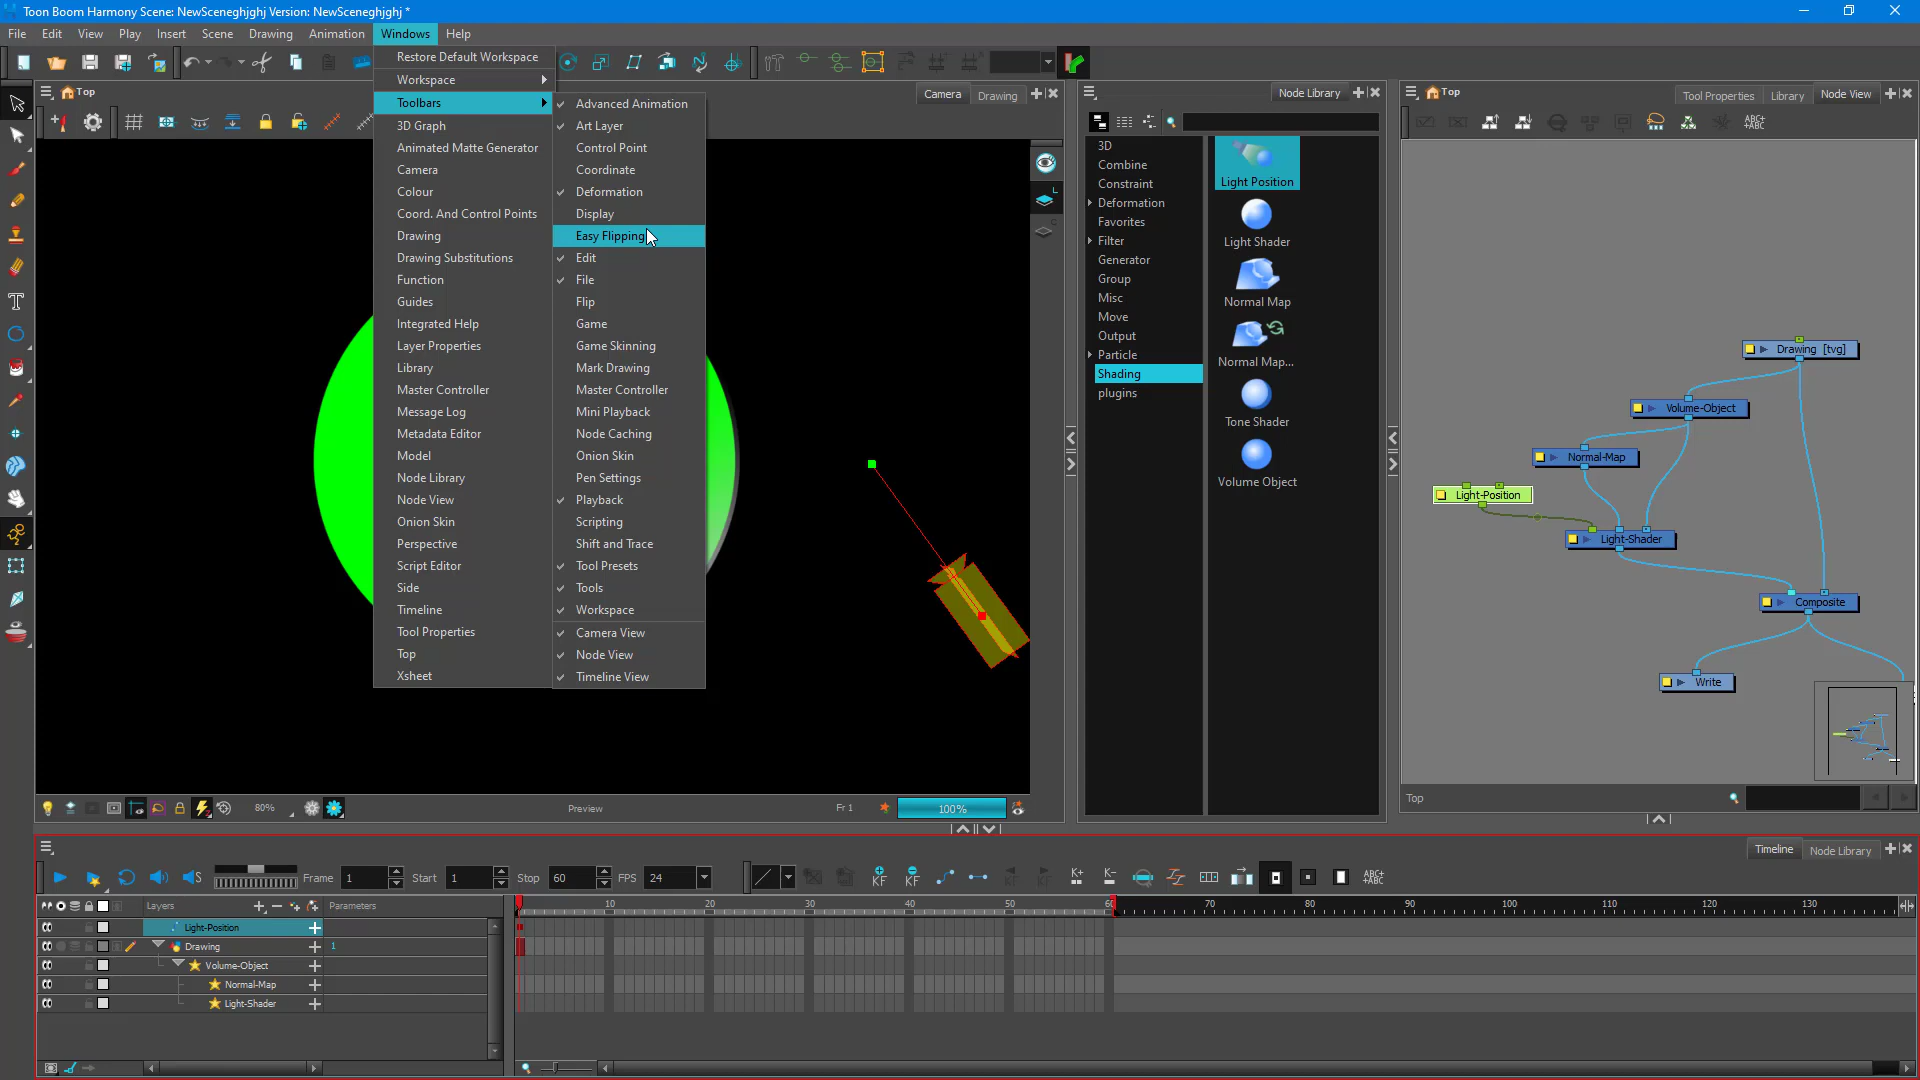 Toon Boom Harmony Scene: NewSceneghjghj Version: NewSceneghjghj *
File Edit View Play Insert Scene Drawing Animation Windows Help
Restore Default Workspace
Workspace
Toolbars
3D Graph
Animated Matte Generator
Camera
Colour
Coord. And Control Points
Drawing
Drawing Substitutions
Function
Guides
Integrated Help
Layer Properties
Library
Master Controller
Message Log
Metadata Editor
Model
Node Library
Node View
Onion Skin
Perspective
Script Editor
Side
Timeline
Tool Properties
Top
Xsheet
Advanced Animation
Art Layer
Control Point
Coordinate
Deformation
Display
Easy Flipping
Edit
File
Flip
Game
Game Skinning
Mark Drawing
Master Controller
Mini Playback
Node Caching
Onion Skin
Pen Settings
Playback
Scripting
Shift and Trace
Tool Presets
Tools
Workspace
Camera View
Node View
Timeline View
Top
Camera Drawing
80% Preview Fr 1 100%
Node Library
3D
Combine
Constraint
Deformation
Favorites
Filter
Generator
Group
Misc
Move
Output
Particle
Shading
plugins
Light Position
Light Shader
Normal Map
Normal Map...
Tone Shader
Volume Object
Top
Tool Properties Library Node View
ABC+
ABC+
Drawing [tvg]
Volume-Object
Normal-Map
Light-Position
Light-Shader
Composite
Write
Top
Timeline Node Library
Frame 1 Start 1 Stop 60 FPS 24
KF KF K+ K-
ABC+
ABC+
Layers Parameters
10 20 30 40 50 60 70 80 90 100 110 120 130
Light-Position
Drawing 1
Volume-Object
Normal-Map
Light-Shader